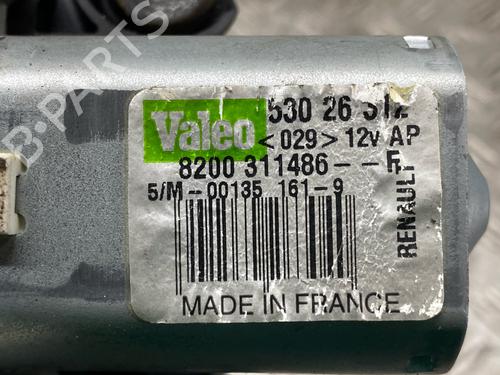 B-PARTS
Valeo
530 26 312
<029> 12v AP
8200 311486--F
5/M-00135 161-9
RENAULT
MADE IN FRANCE